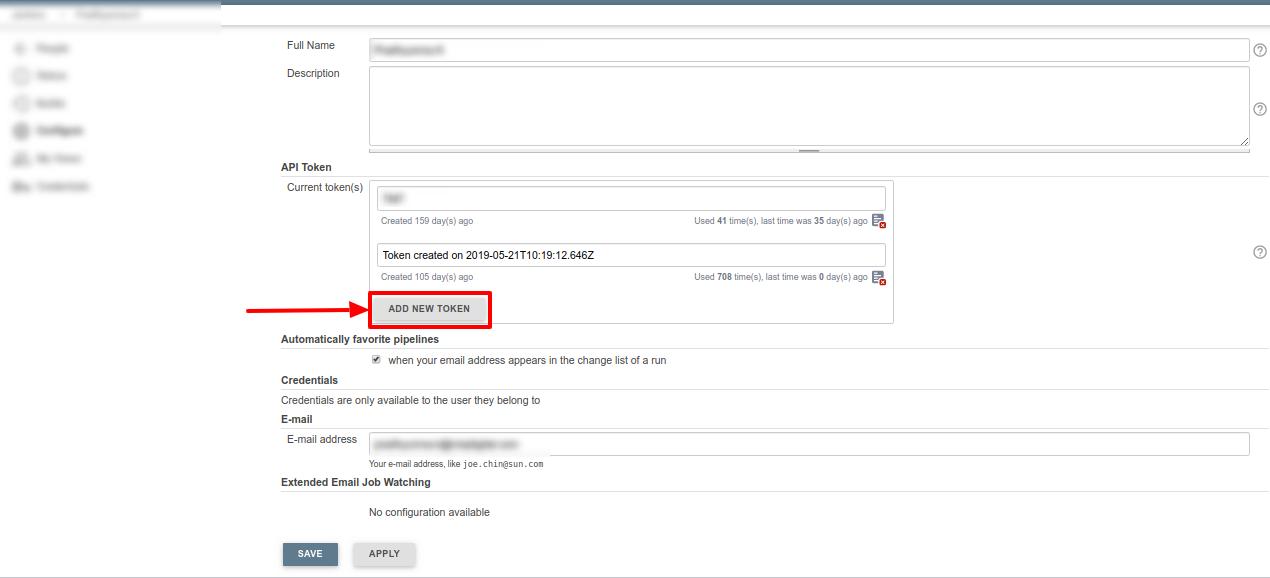 Full Name
Description
API Token
Current token(s)
Created 159 day(s) ago
Used 41 time(s), last time was 35 day(s) ago
Token created on 2019-05-21T10:19:12.646Z
Created 105 day(s) ago
Used 708 time(s), last time was 0 day(s) ago
ADD NEW TOKEN
Automatically favorite pipelines
when your email address appears in the change list of a run
Credentials
Credentials are only available to the user they belong to
E-mail
E-mail address
Your e-mail address, like joe.chin@sun.com
Extended Email Job Watching
No configuration available
SAVE
APPLY